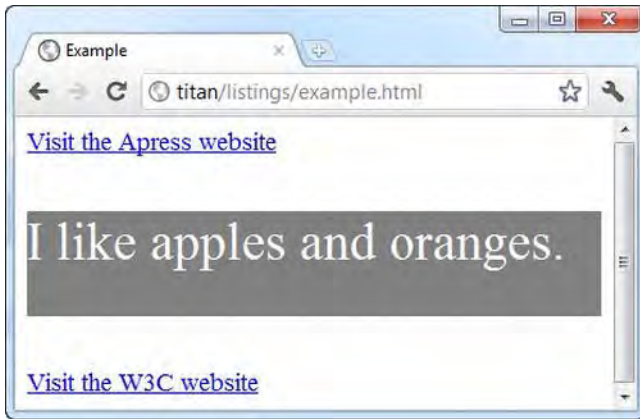 Example
titan/listings/example.html
Visit the Apress website
I like apples and oranges.
Visit the W3C website